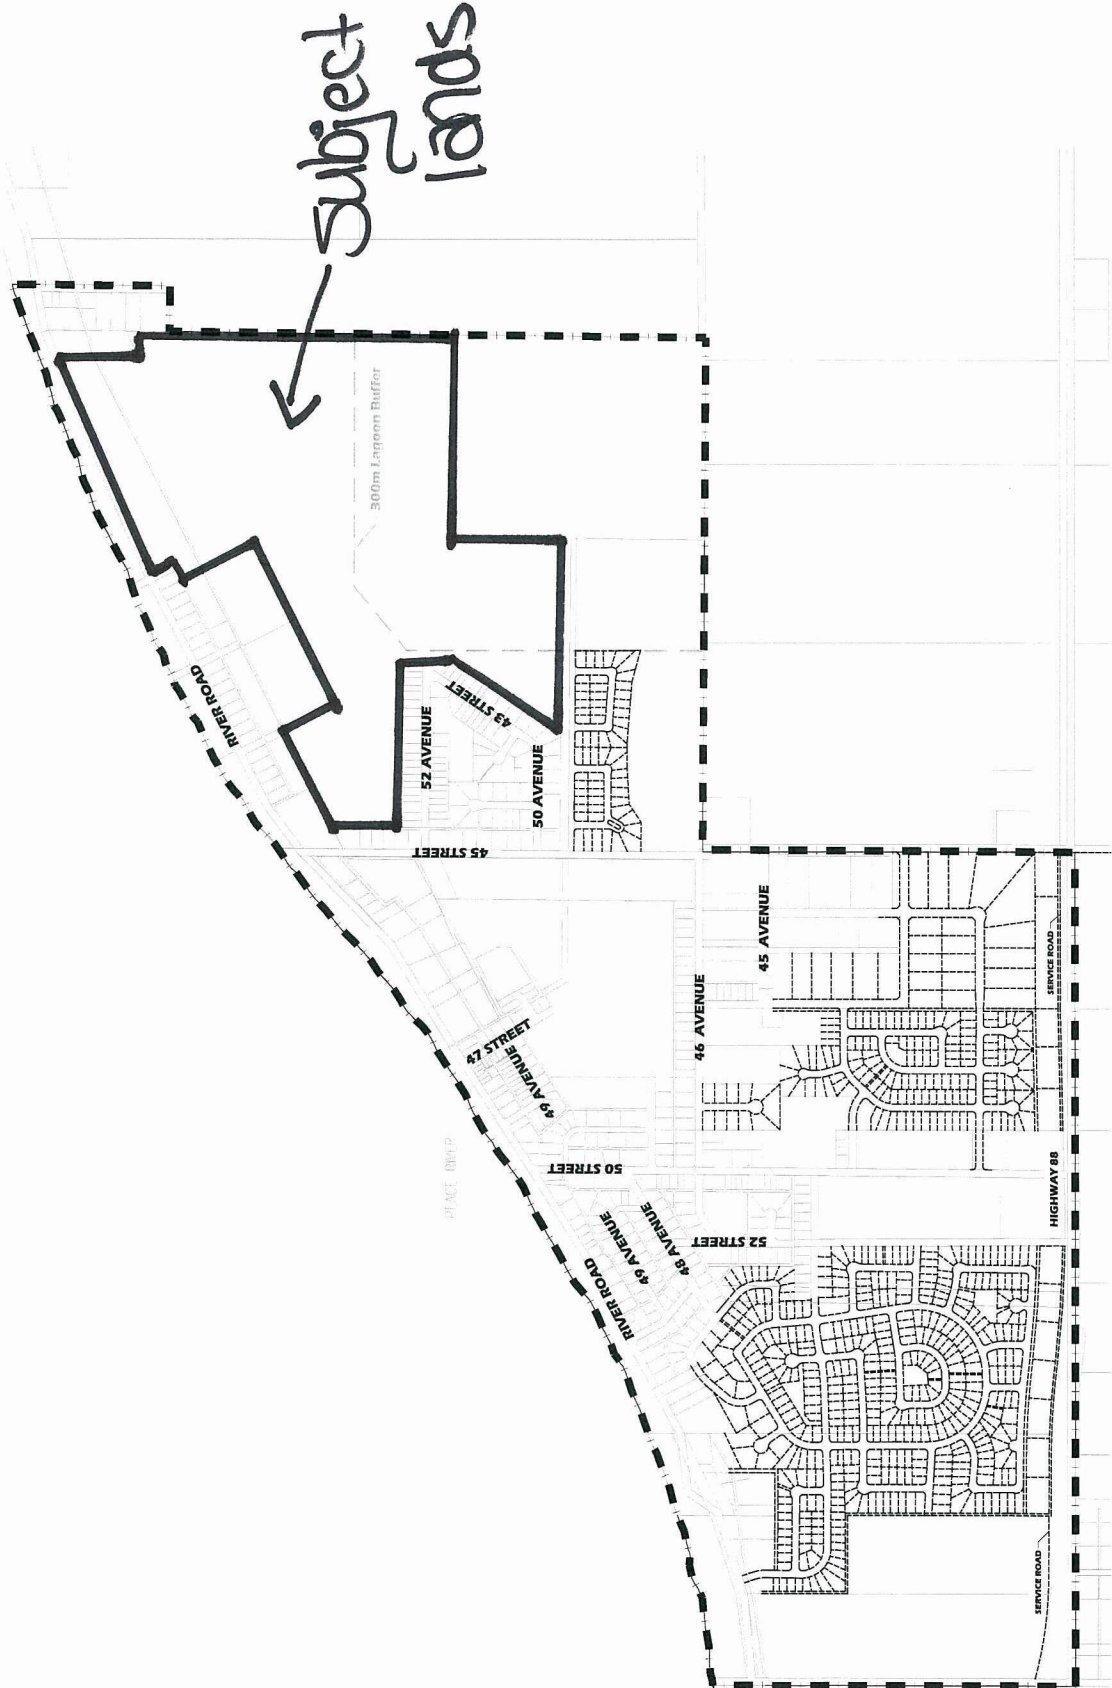 subject
lands
300m Lagoon Buffer
RIVER ROAD
43 STREET
52 AVENUE
50 AVENUE
45 STREET
45 AVENUE
46 AVENUE
SERVICE ROAD
47 STREET
49 AVENUE
PEACE RIVER
50 STREET
HIGHWAY 88
48 AVENUE
49 AVENUE
52 STREET
RIVER ROAD
SERVICE ROAD